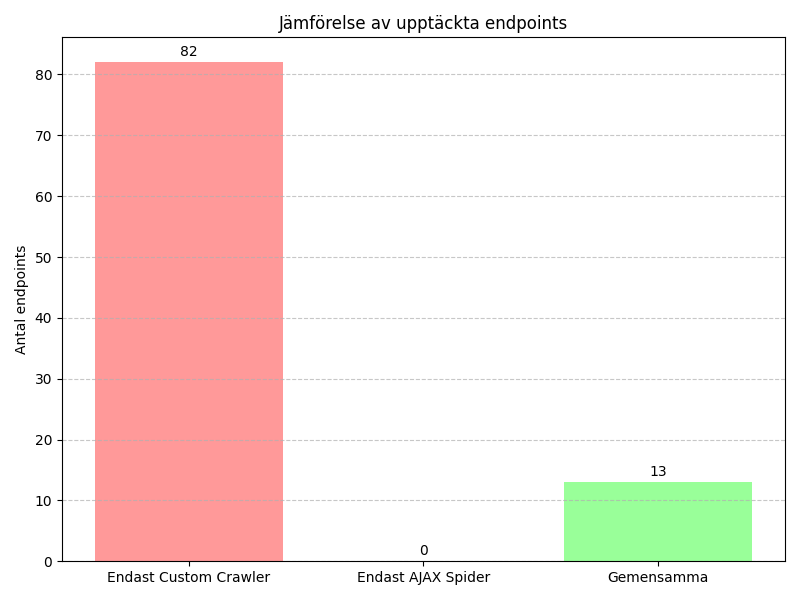 Jämförelse av upptäckta endpoints
82
0
13
Antal endpoints
80
70
60
50
40
30
20
10
0
Endast Custom Crawler
Endast AJAX Spider
Gemensamma